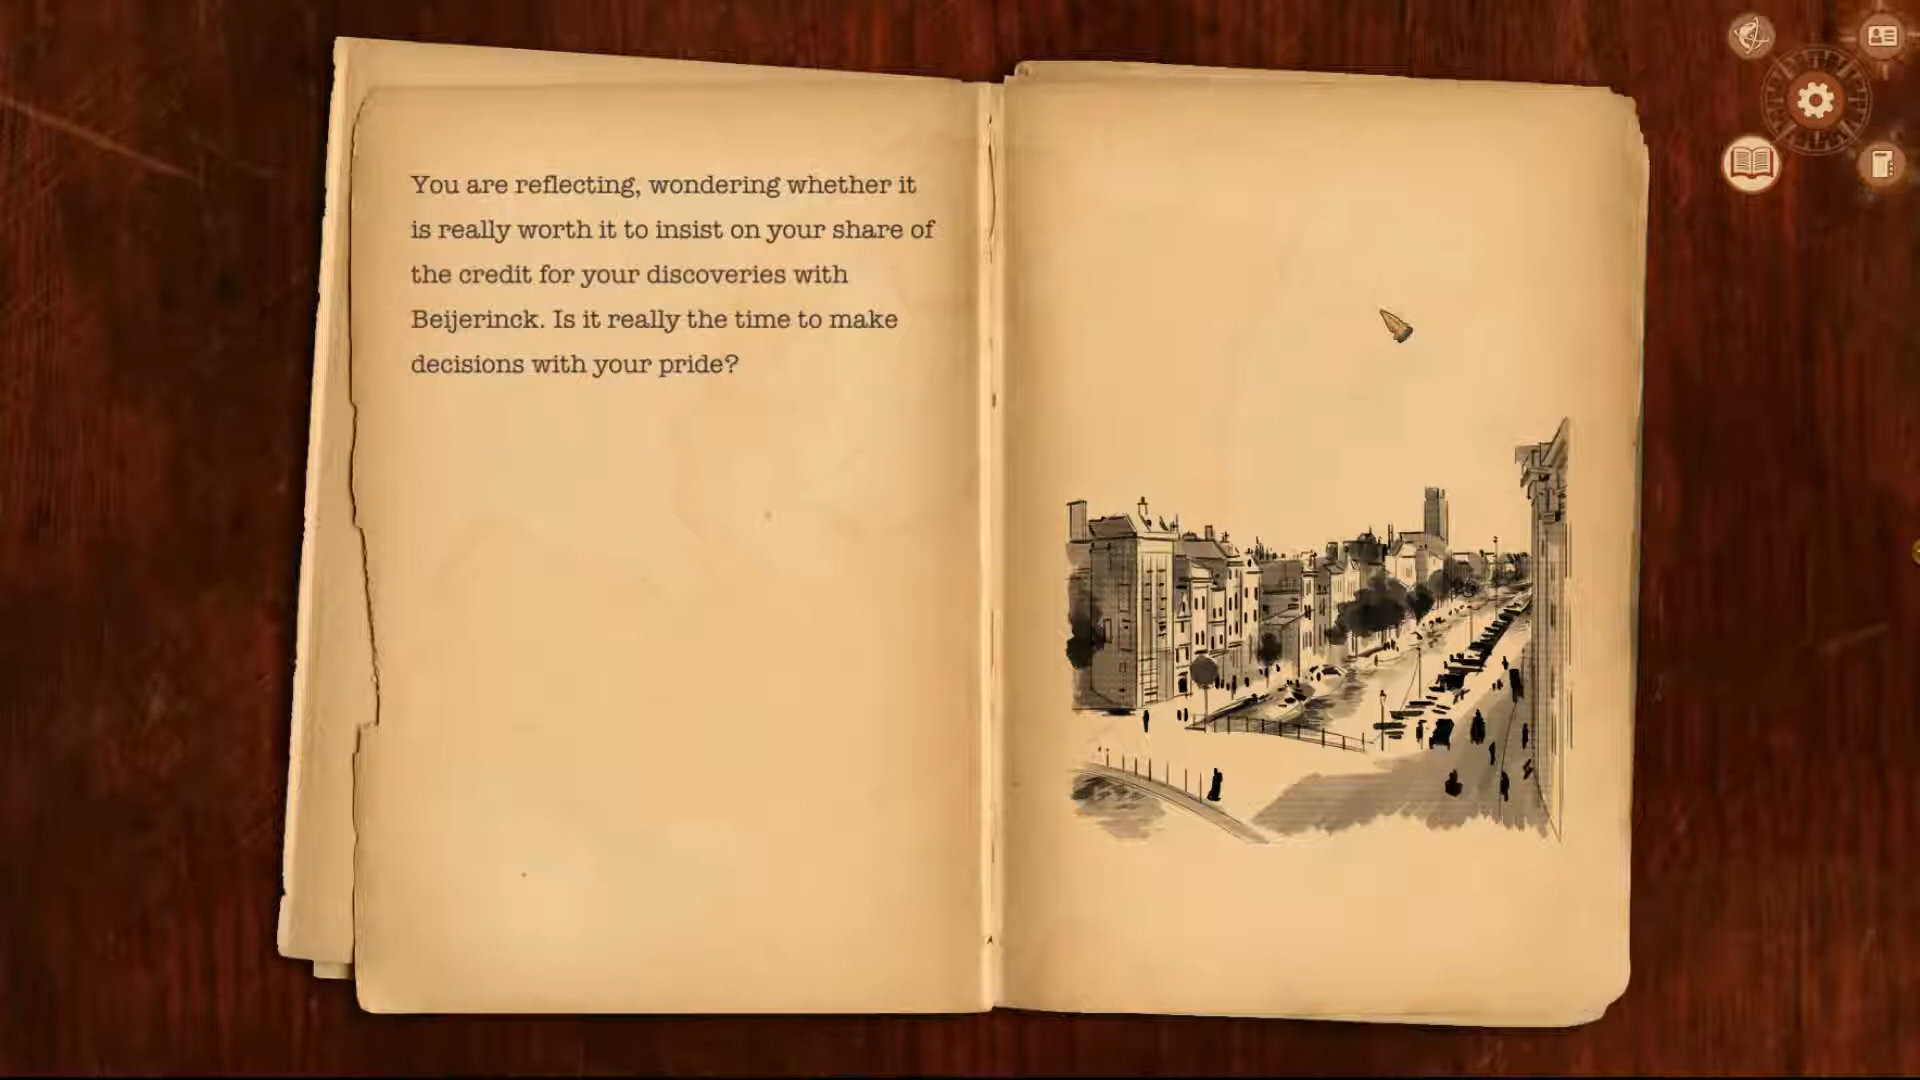 You are reflecting, wondering whether it
is really worth it to insist on your share of
the credit for your discoveries with
Beijerinck. Is it really the time to make
decisions with your pride?